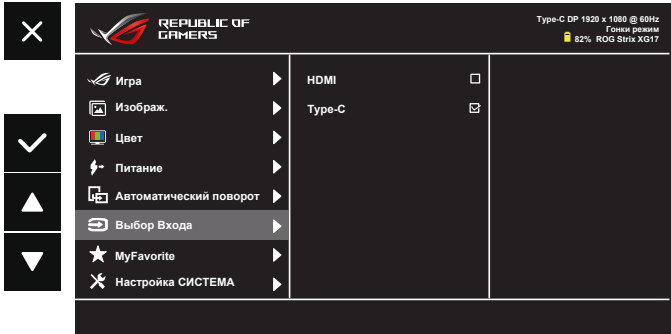 REPUBLIC OF
GAMERS
Type-C DP 1920 x 1080 @ 60Hz
Гонки режим
82% ROG Strix XG17
Игра
Изображ.
Цвет
Питание
Автоматический поворот
Выбор Входа
MyFavorite
Настройка СИСТЕМА
HDMI
Type-C